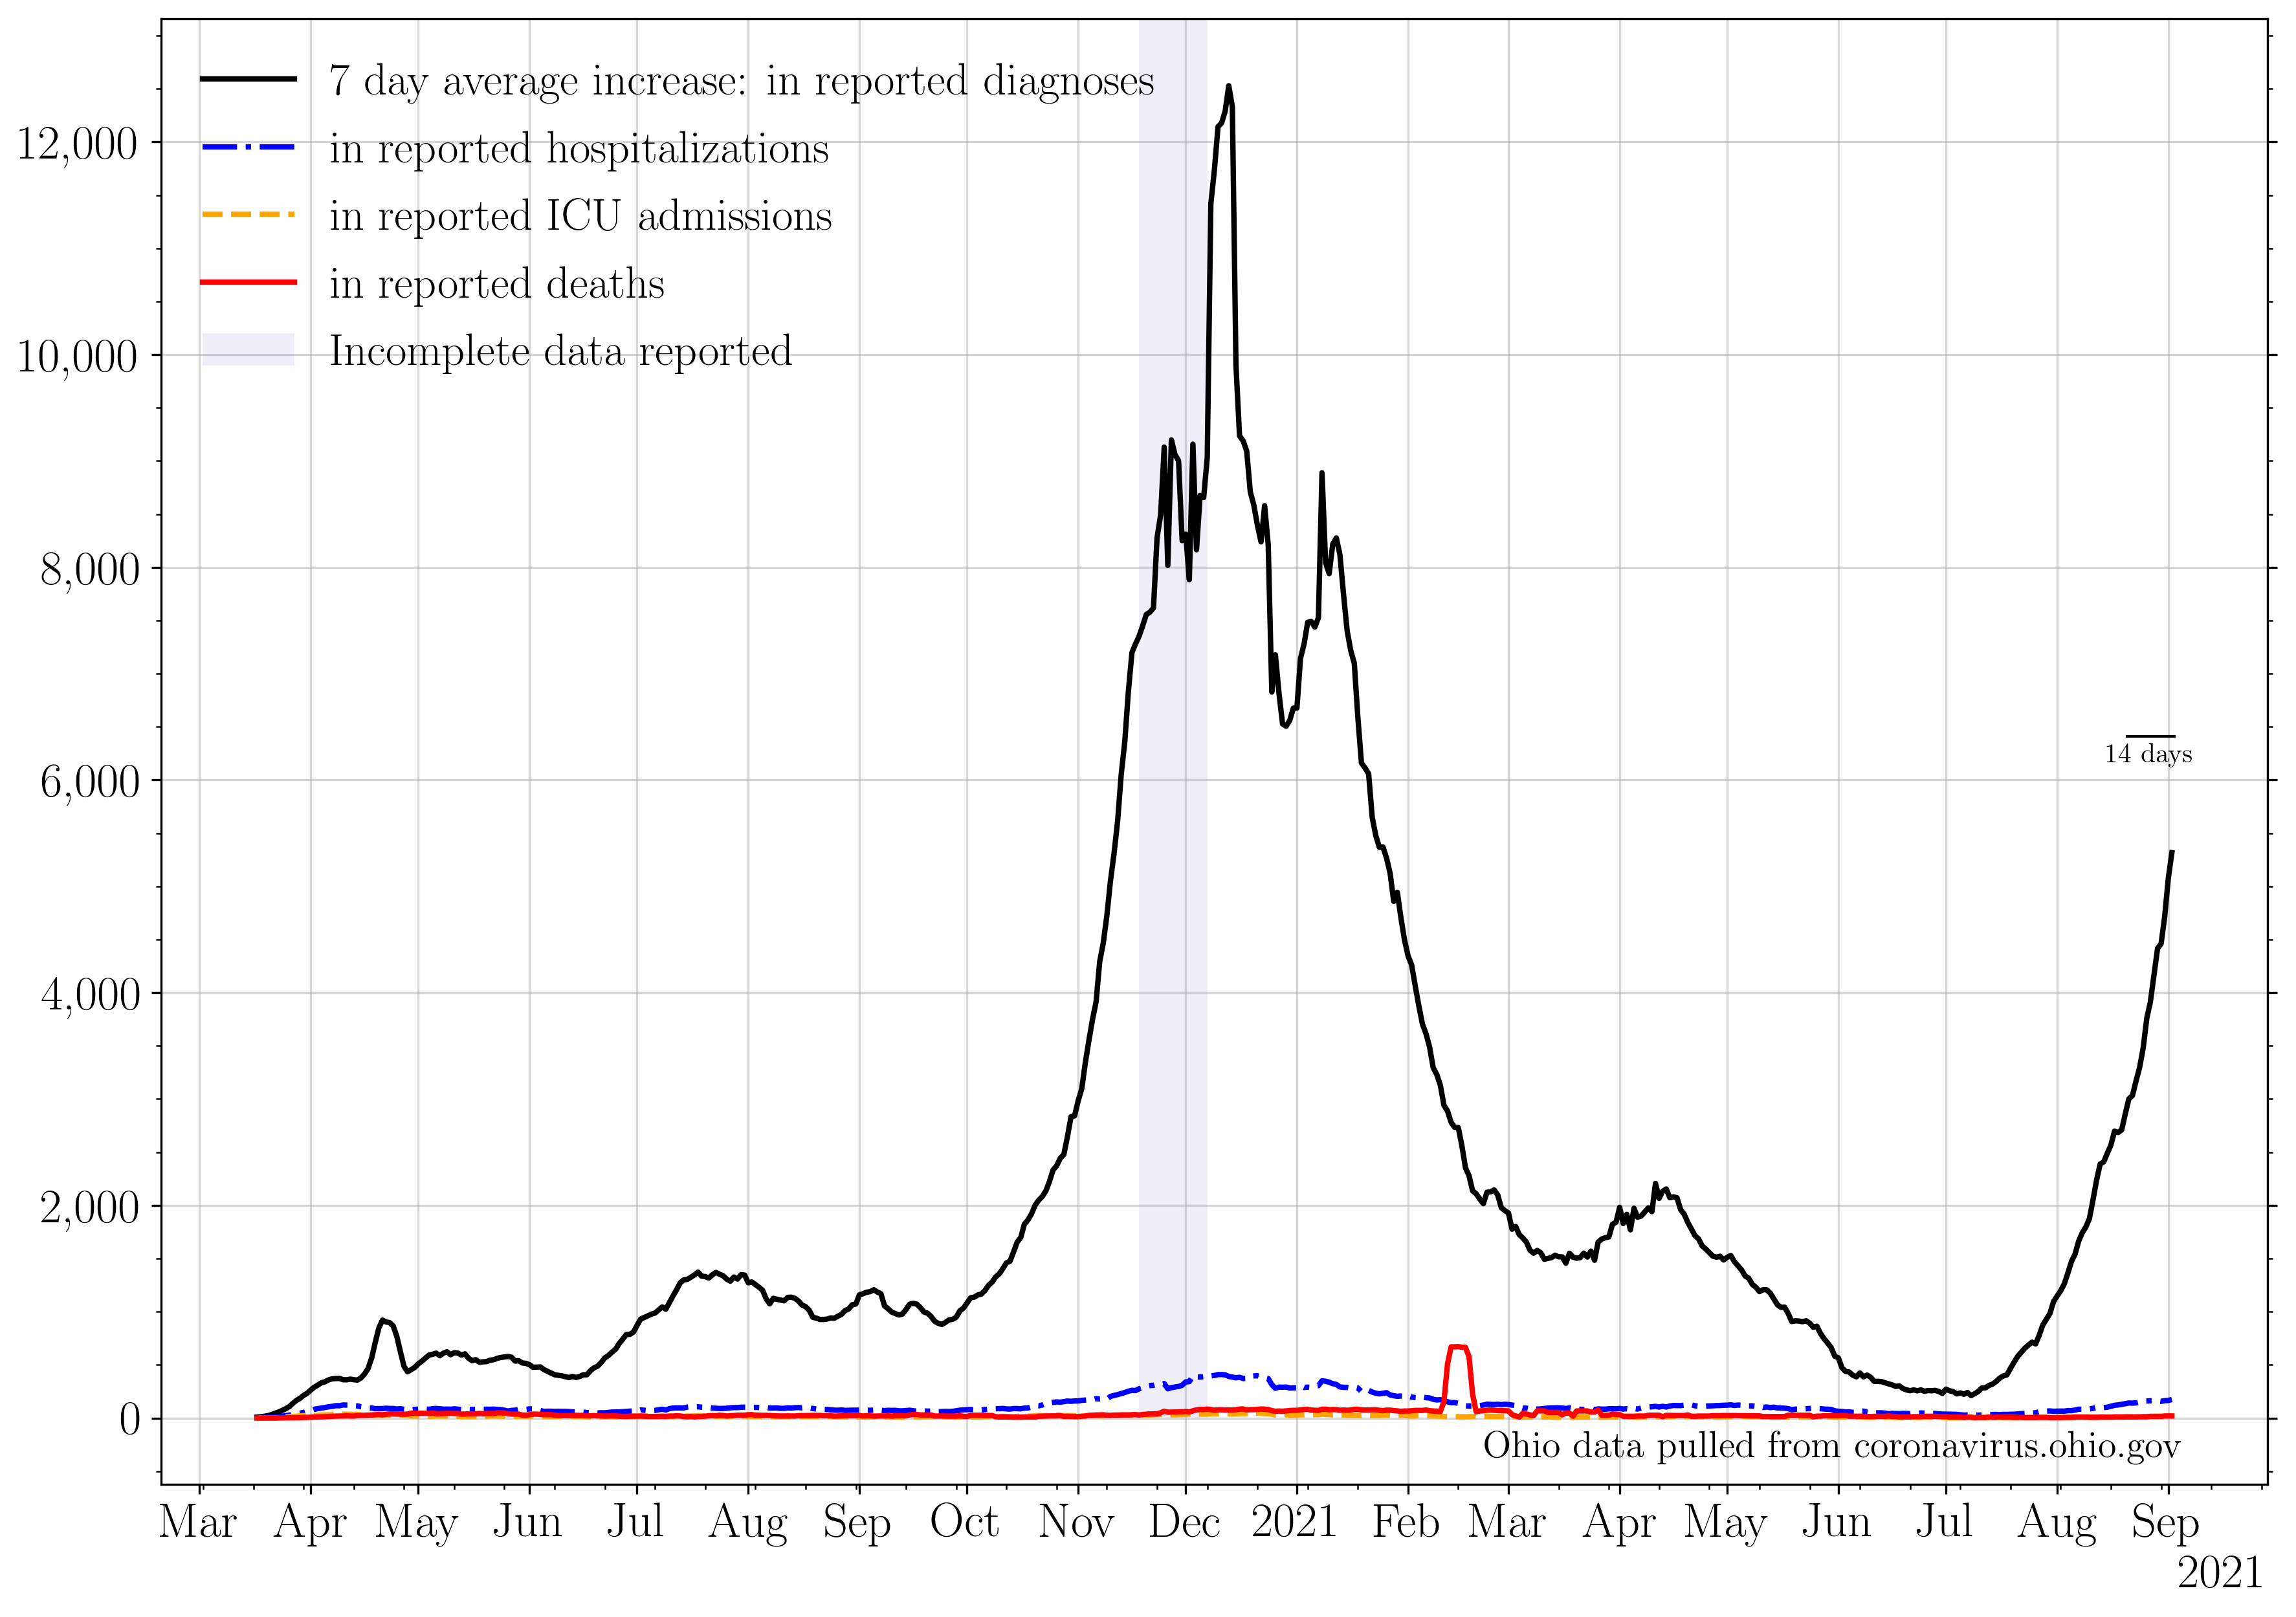 7 day average increase: in reported diagnoses
in reported hospitalizations
in reported ICU admissions
in reported deaths
Incomplete data reported
12,000
10,000
8,000
6,000
4,000
2,000
0
14 days
Ohio data pulled from coronavirus.ohio.gov
Mar Apr May Jun Jul Aug Sep Oct Nov Dec 2021 Feb Mar Apr May Jun Jul Aug Sep
2021